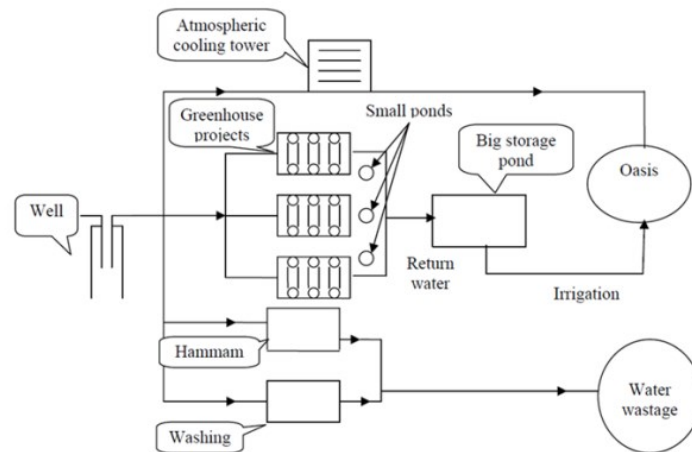 Atmospheric
cooling tower
Greenhouse
projects
Small ponds
Big storage
pond
Oasis
Well
Return
water
Irrigation
Hammam
Water
wastage
Washing